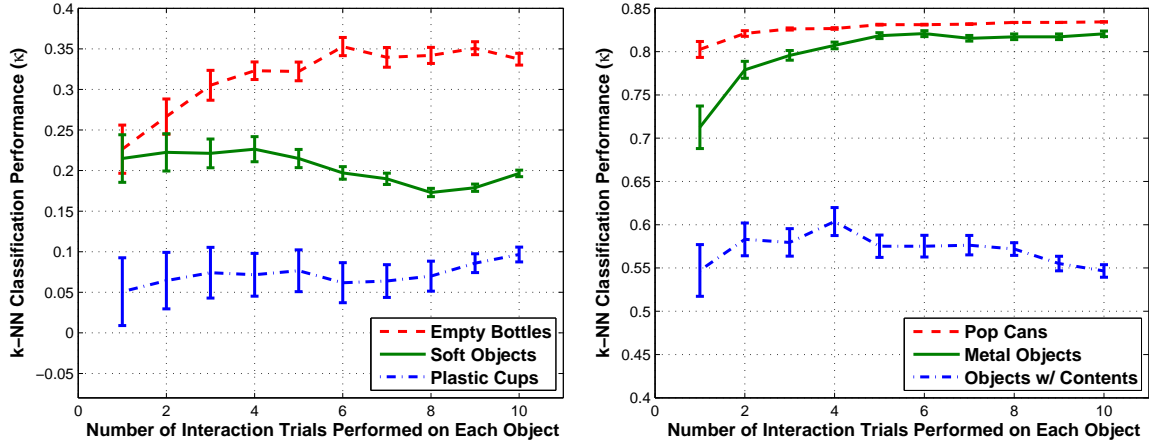 k−NN Classification Performance (κ)
0.4
0.35
0.3
0.25
0.2
0.15
0.1
0.05
0
−0.05
0 2 4 6 8 10
Number of Interaction Trials Performed on Each Object
Empty Bottles
Soft Objects
Plastic Cups
k−NN Classification Performance (κ)
0.85
0.8
0.75
0.7
0.65
0.6
0.55
0.5
0.45
0.4
0 2 4 6 8 10
Number of Interaction Trials Performed on Each Object
Pop Cans
Metal Objects
Objects w/ Contents